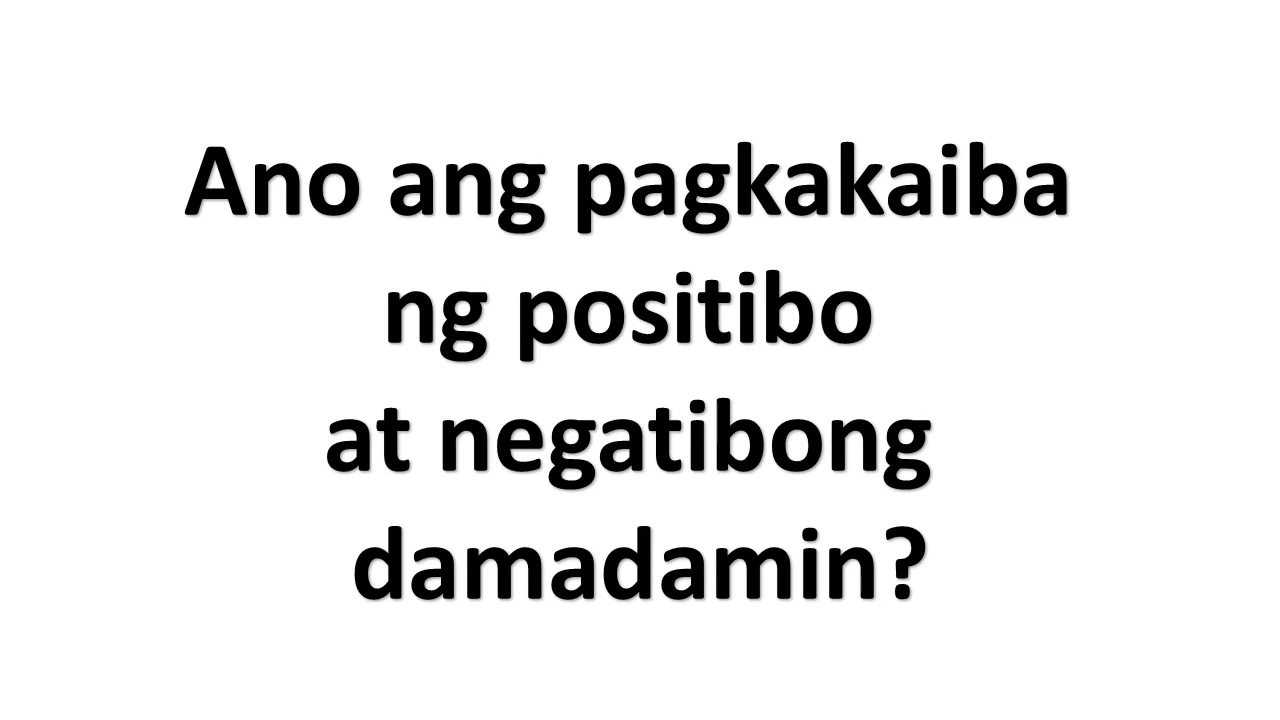 Ano ang pagkakaiba
ng positibo
at negatibong
damadamin?